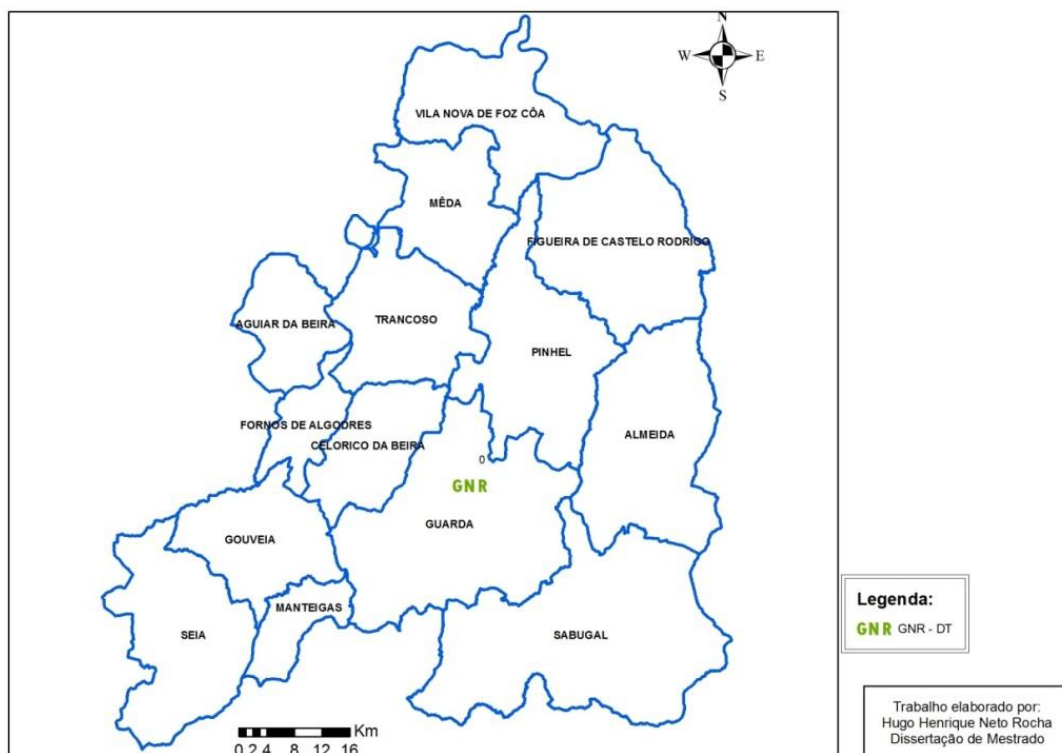 N
W E
S
VILA NOVA DE FOZ CÔA
MÊDA
FIGUEIRA DE CASTELO RODRIGO
AGUIAR DA BEIRA
TRANCOSO
PINHEL
FORNOS DE ALGODRES
CELORICO DA BEIRA
ALMEIDA
0
GNR
GUARDA
GOUVEIA
MANTEIGAS
SEIA
SABUGAL
Km
0 2 4 8 12 16
Legenda:
GNR GNR - DT
Trabalho elaborado por:
Hugo Henrique Neto Rocha
Dissertação de Mestrado